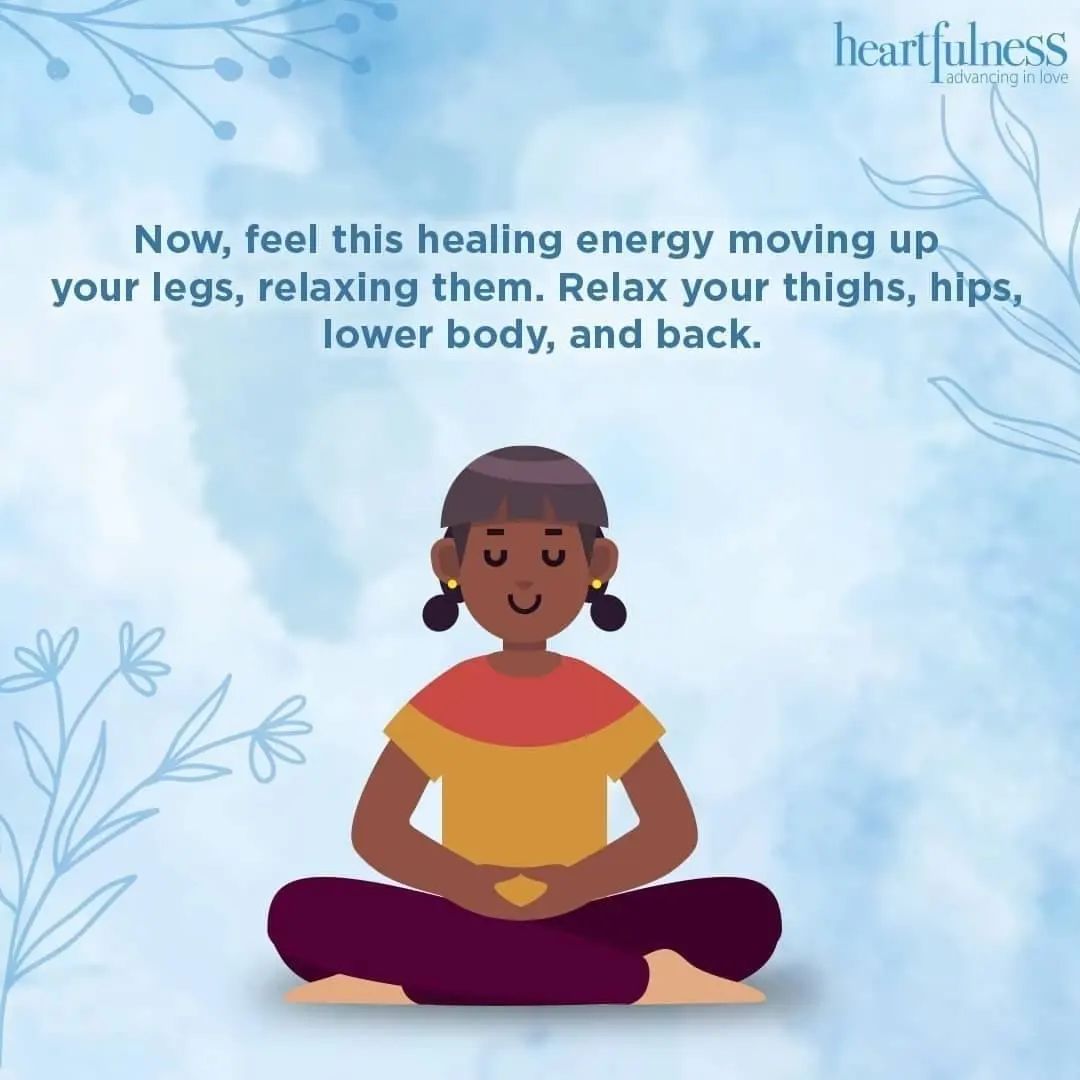 heartfulness
advancing in love
Now, feel this healing energy moving up
your legs, relaxing them. Relax your thighs, hips,
lower body, and back.